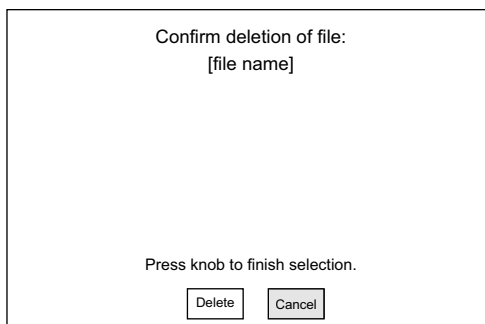 Confirm deletion of file:
[file name]
Press knob to finish selection.
Delete Cancel